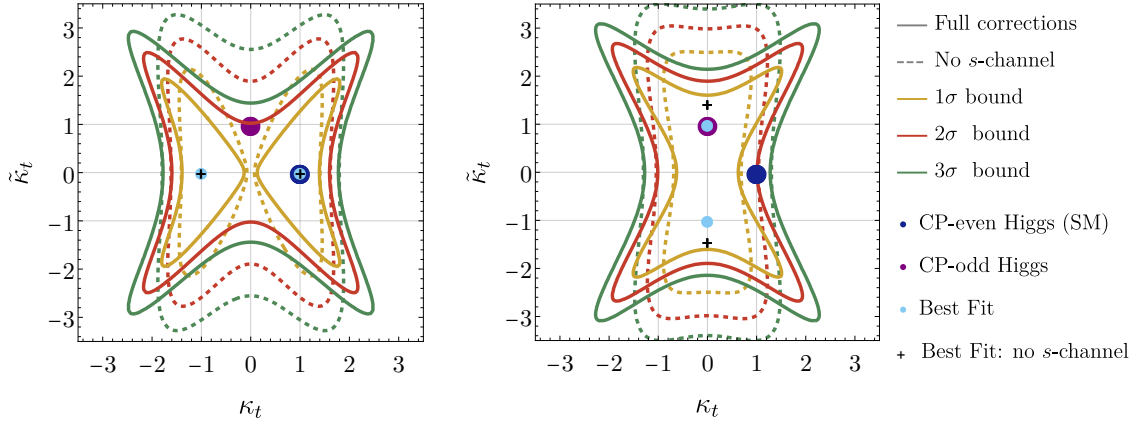 3
2
1
0
−1
−2
−3
κ̃t
−3 −2 −1 0 1 2 3
κt
3
2
1
0
−1
−2
−3
κ̃t
−3 −2 −1 0 1 2 3
κt
Full corrections
No s-channel
1σ bound
2σ bound
3σ bound
CP-even Higgs (SM)
CP-odd Higgs
Best Fit
Best Fit: no s-channel